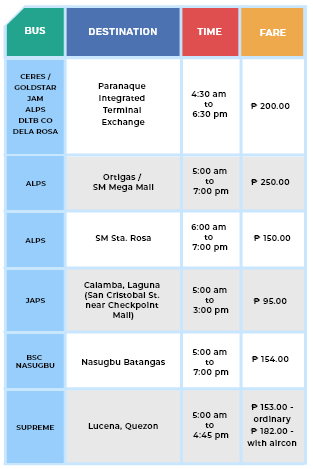 BUS
DESTINATION
TIME
FARE
CERES /
GOLDSTAR
JAM
ALPS
DLTB CO
DELA ROSA
Paranaque
Integrated
Terminal
Exchange
4:30 am
to
6:30 pm
₱ 200.00
ALPS
Ortigas /
SM Mega Mall
5:00 am
to
7:00 pm
₱ 250.00
ALPS
SM Sta. Rosa
6:00 am
to
7:00 pm
₱ 150.00
JAPS
Calamba, Laguna
(San Cristobal St.
near Checkpoint
Mall)
5:00 am
to
3:00 pm
₱ 95.00
BSC
NASUGBU
Nasugbu Batangas
5:00 am
to
7:00 pm
₱ 154.00
SUPREME
Lucena, Quezon
5:00 am
to
4:45 pm
₱ 153.00 -
ordinary
₱ 182.00 -
with aircon